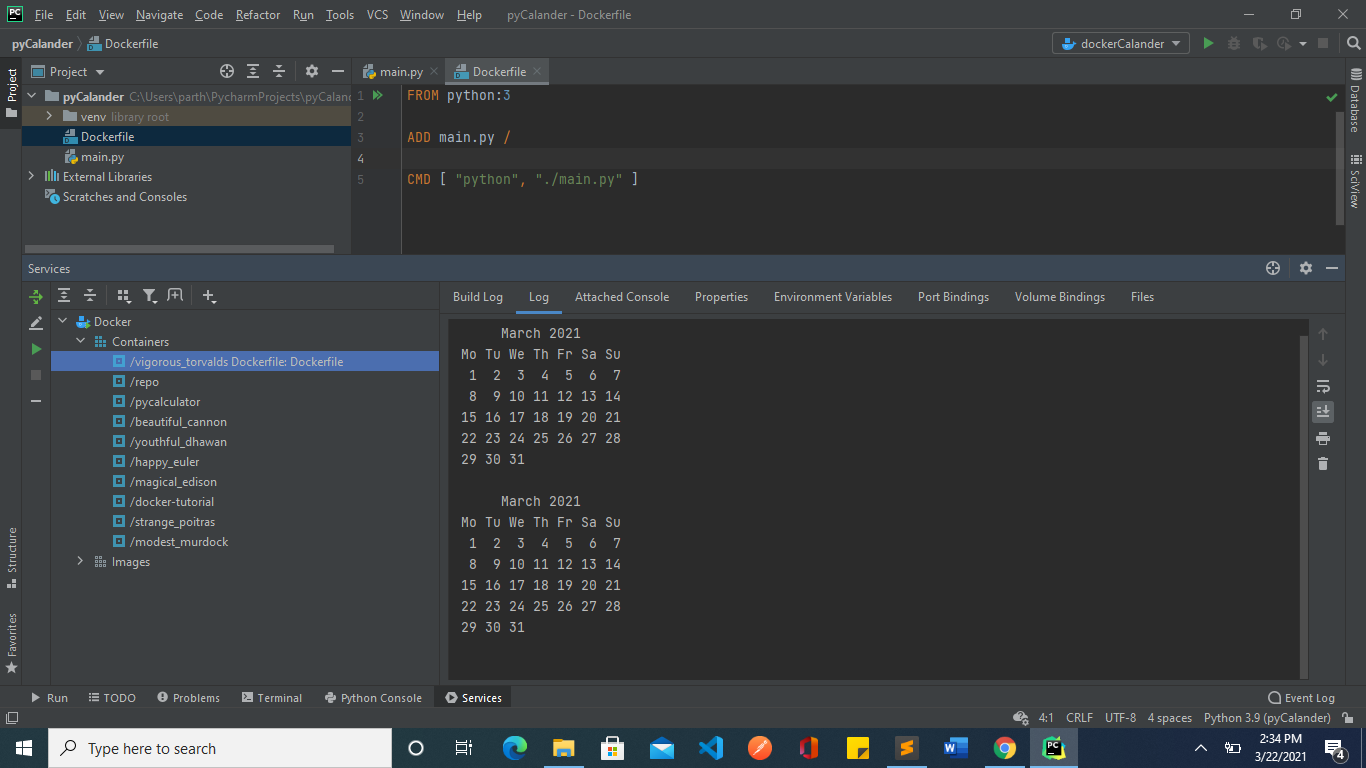 File Edit View Navigate Code Refactor Run Tools VCS Window Help pyCalander - Dockerfile
pyCalander Dockerfile dockerCalander
Project
Project
main.py Dockerfile
pyCalander C:\Users\parth\PycharmProjects\pyCalan
venv library root
Dockerfile
main.py
External Libraries
Scratches and Consoles
1 FROM python:3
2
3 ADD main.py /
4
5 CMD [ "python", "./main.py" ]
Database
SciView
Services
Build Log Log Attached Console Properties Environment Variables Port Bindings Volume Bindings Files
Docker
Containers
/vigorous_torvalds Dockerfile: Dockerfile
/repo
/pycalculator
/beautiful_cannon
/youthful_dhawan
/happy_euler
/magical_edison
/docker-tutorial
/strange_poitras
/modest_murdock
Images
March 2021
Mo Tu We Th Fr Sa Su
1 2 3 4 5 6 7
8 9 10 11 12 13 14
15 16 17 18 19 20 21
22 23 24 25 26 27 28
29 30 31
March 2021
Mo Tu We Th Fr Sa Su
1 2 3 4 5 6 7
8 9 10 11 12 13 14
15 16 17 18 19 20 21
22 23 24 25 26 27 28
29 30 31
Structure
Favorites
Run TODO Problems Terminal Python Console Services Event Log
4:1 CRLF UTF-8 4 spaces Python 3.9 (pyCalander)
Type here to search
2:34 PM
3/22/2021
4